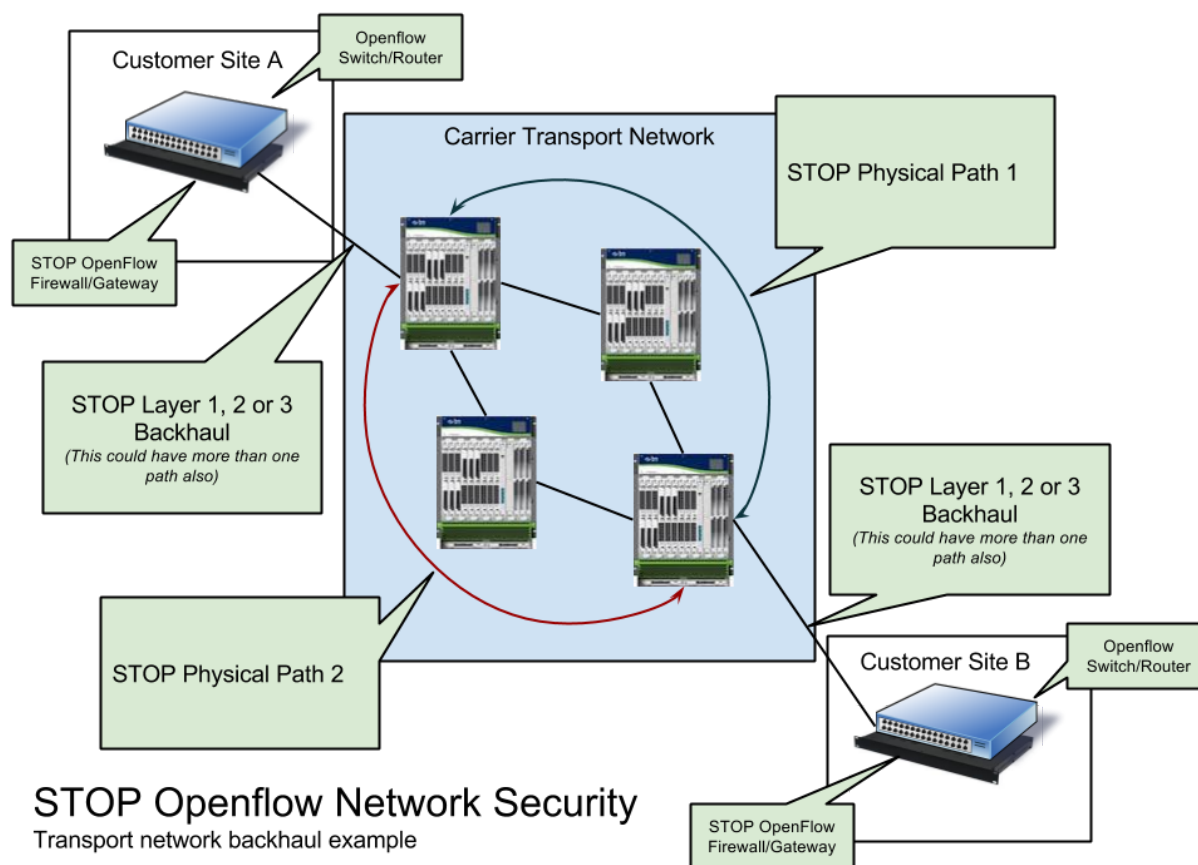 Openflow
Switch/Router
Customer Site A
Carrier Transport Network
STOP Physical Path 1
STOP OpenFlow
Firewall/Gateway
STOP Layer 1, 2 or 3
Backhaul
(This could have more than one
path also)
STOP Layer 1, 2 or 3
Backhaul
(This could have more than one
path also)
STOP Physical Path 2
Openflow
Switch/Router
Customer Site B
STOP Openflow Network Security
Transport network backhaul example
STOP OpenFlow
Firewall/Gateway